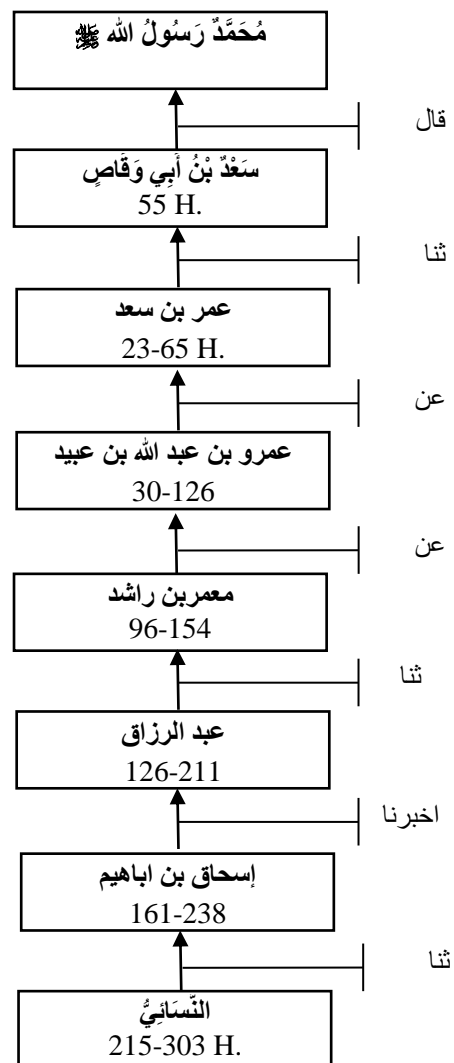 مُحَمَّدٌ رَسُولُ الله ﷺ
قال
سَعْدٌ بْنُ أَبِي وَقَّاصٍ
55 H.
ثنا
عمر بن سعد
23-65 H.
عن
عمرو بن عبد الله بن عبيد
30-126
عن
معمربن راشد
96-154
ثنا
عبد الرزاق
126-211
اخبرنا
إسحاق بن اباهيم
161-238
ثنا
النَّسَائِيُّ
215-303 H.